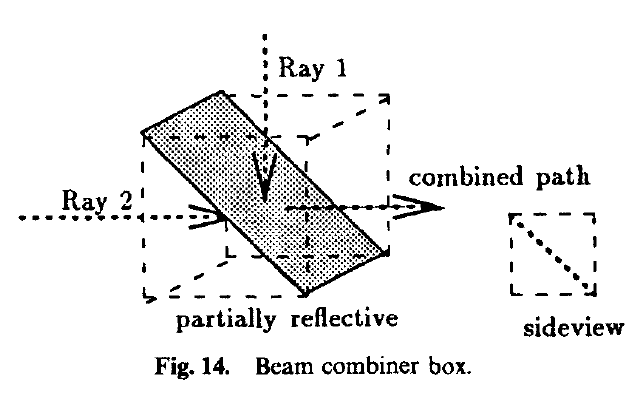 Ray 1
combined path
Ray 2
partially reflective
sideview
Fig. 14. Beam combiner box.